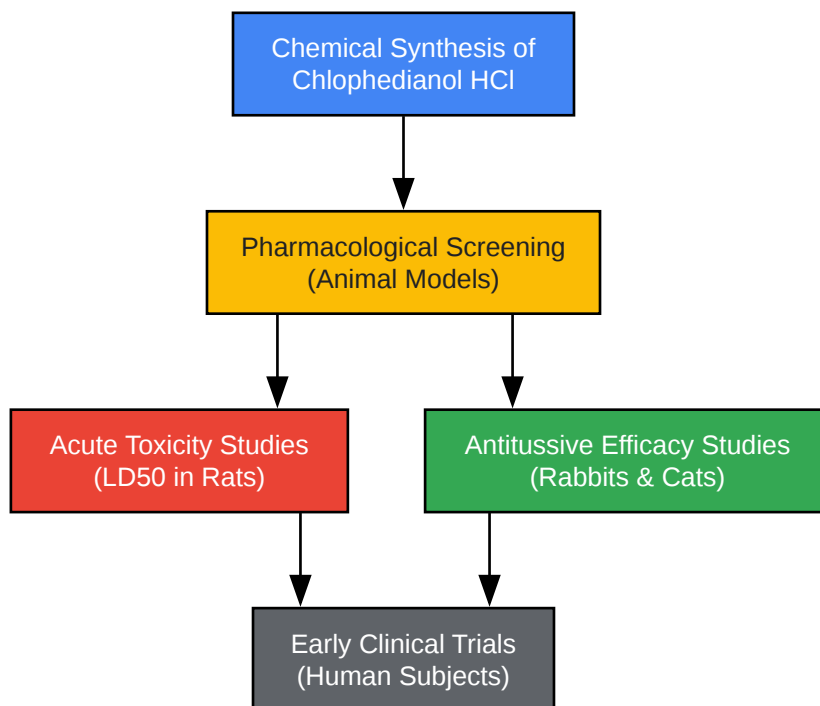 Chemical Synthesis of
Chlophedianol HCl
Pharmacological Screening
(Animal Models)
Acute Toxicity Studies
(LD50 in Rats)
Antitussive Efficacy Studies
(Rabbits & Cats)
Early Clinical Trials
(Human Subjects)